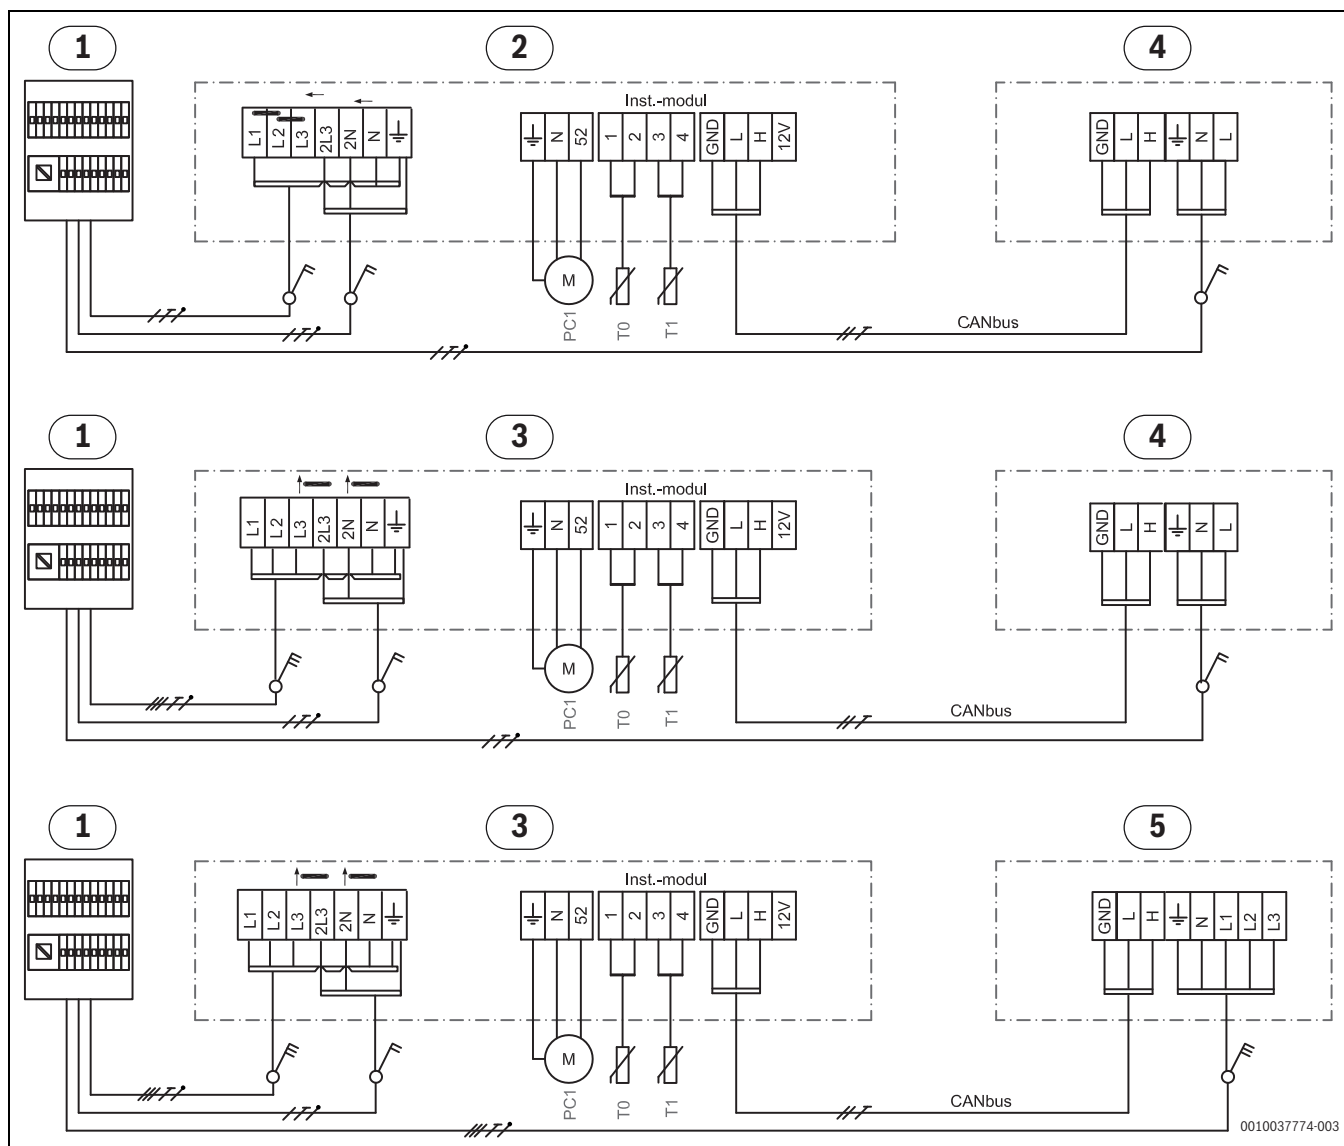 1 2 4
Inst.-modul
L1 L2 L3 2L3 2N N
N 52 1 2 3 4 GND L H 12V
GND L H N L
M
PC1 T0 T1
CANbus
1 3 4
Inst.-modul
L1 L2 L3 2L3 2N N
N 52 1 2 3 4 GND L H 12V
GND L H N L
M
PC1 T0 T1
CANbus
1 3 5
Inst.-modul
L1 L2 L3 2L3 2N N
N 52 1 2 3 4 GND L H 12V
GND L H N L1 L2 L3
M
PC1 T0 T1
CANbus
0010037774-003